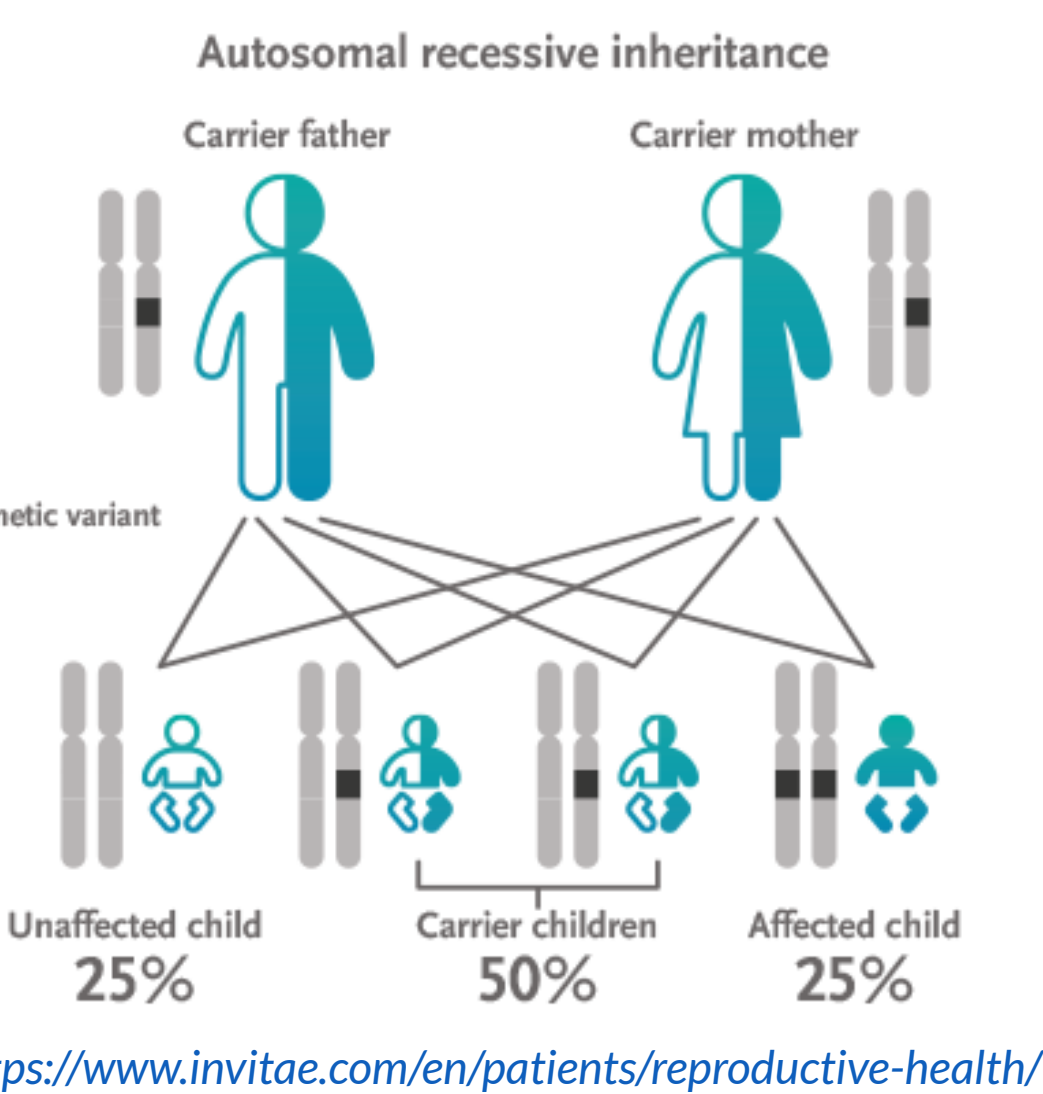 Autosomal recessive inheritance
Carrier father
Carrier mother
netic variant
Unaffected child
25%
Carrier children
50%
Affected child
25%
ps://www.invitae.com/en/patients/reproductive-health/